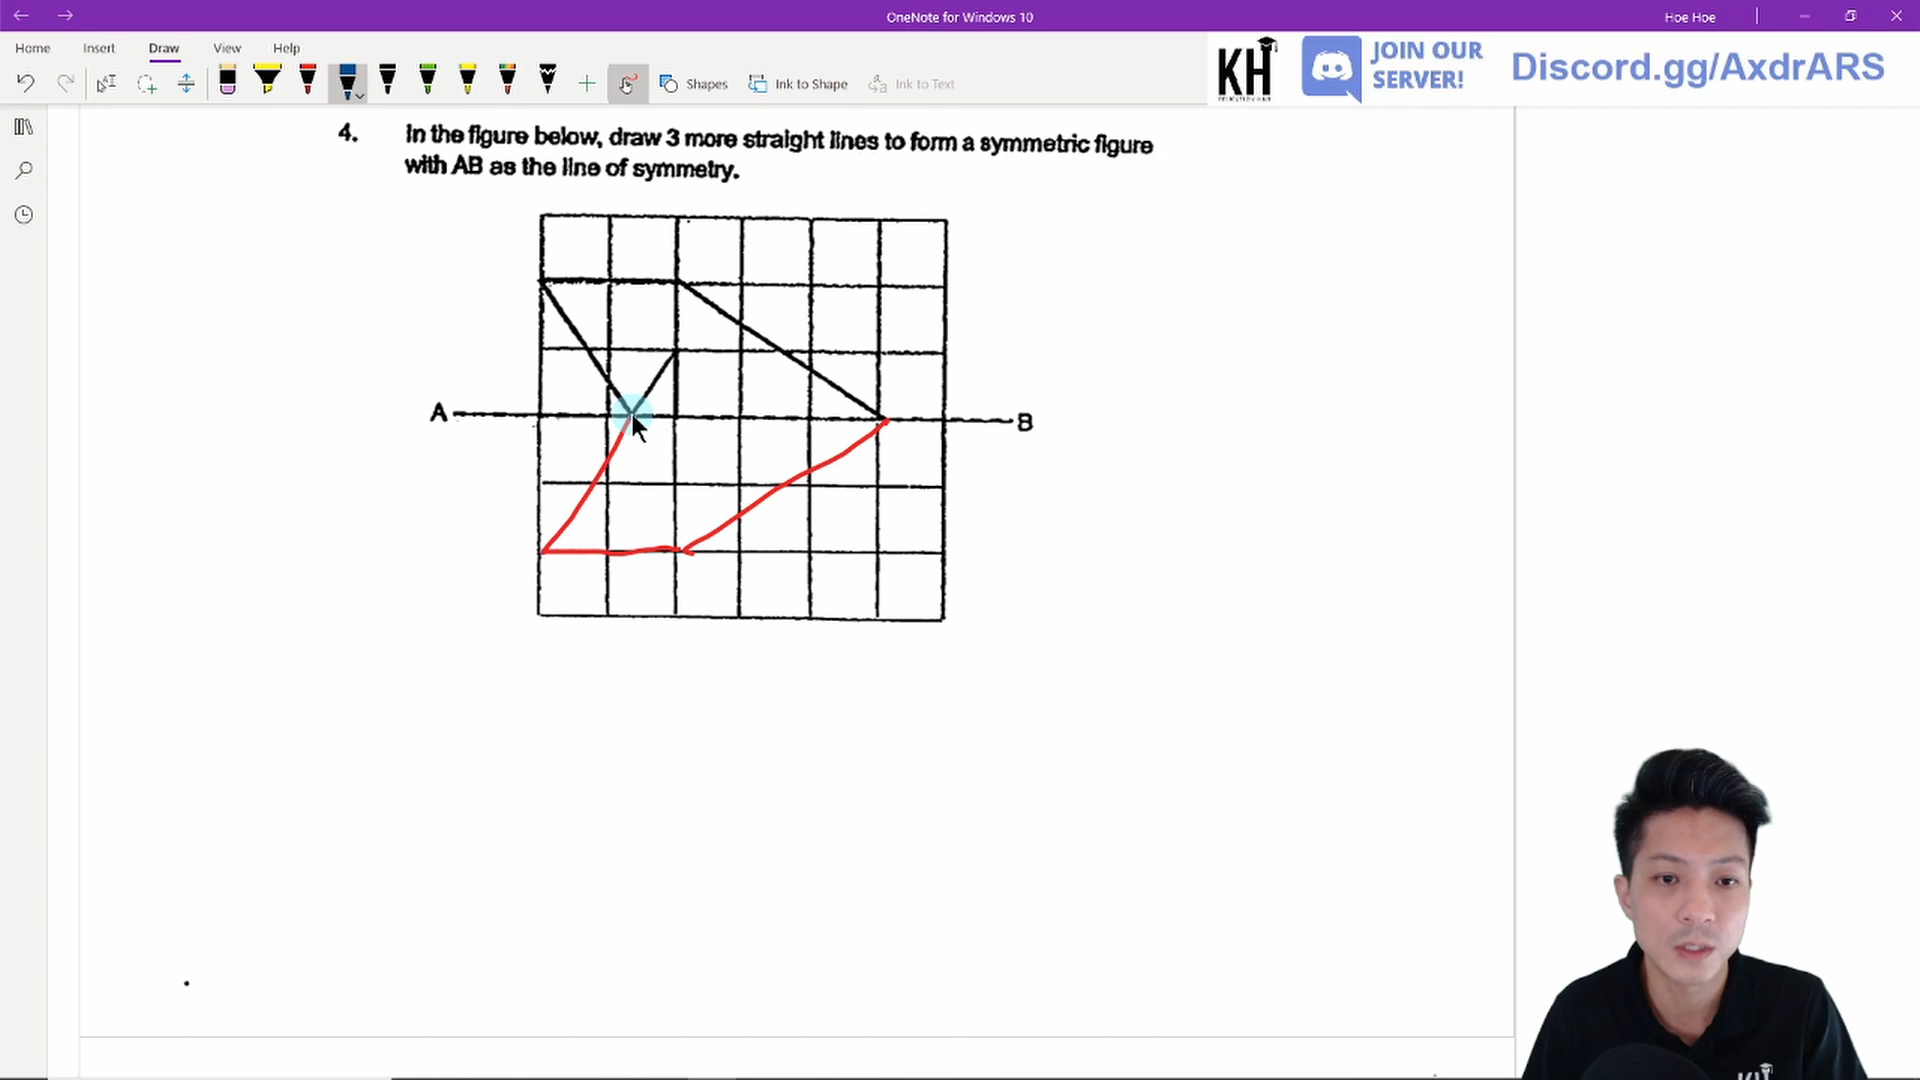 OneNote for Windows 10
Hoe Hoe
Home Insert Draw View Help
Shapes
Ink to Shape
Ink to Text
KH
JOIN OUR
SERVER!
Discord.gg/AxdrARS
4. In the figure below, draw 3 more straight lines to form a symmetric figure
with AB as the line of symmetry.
A
B
KH